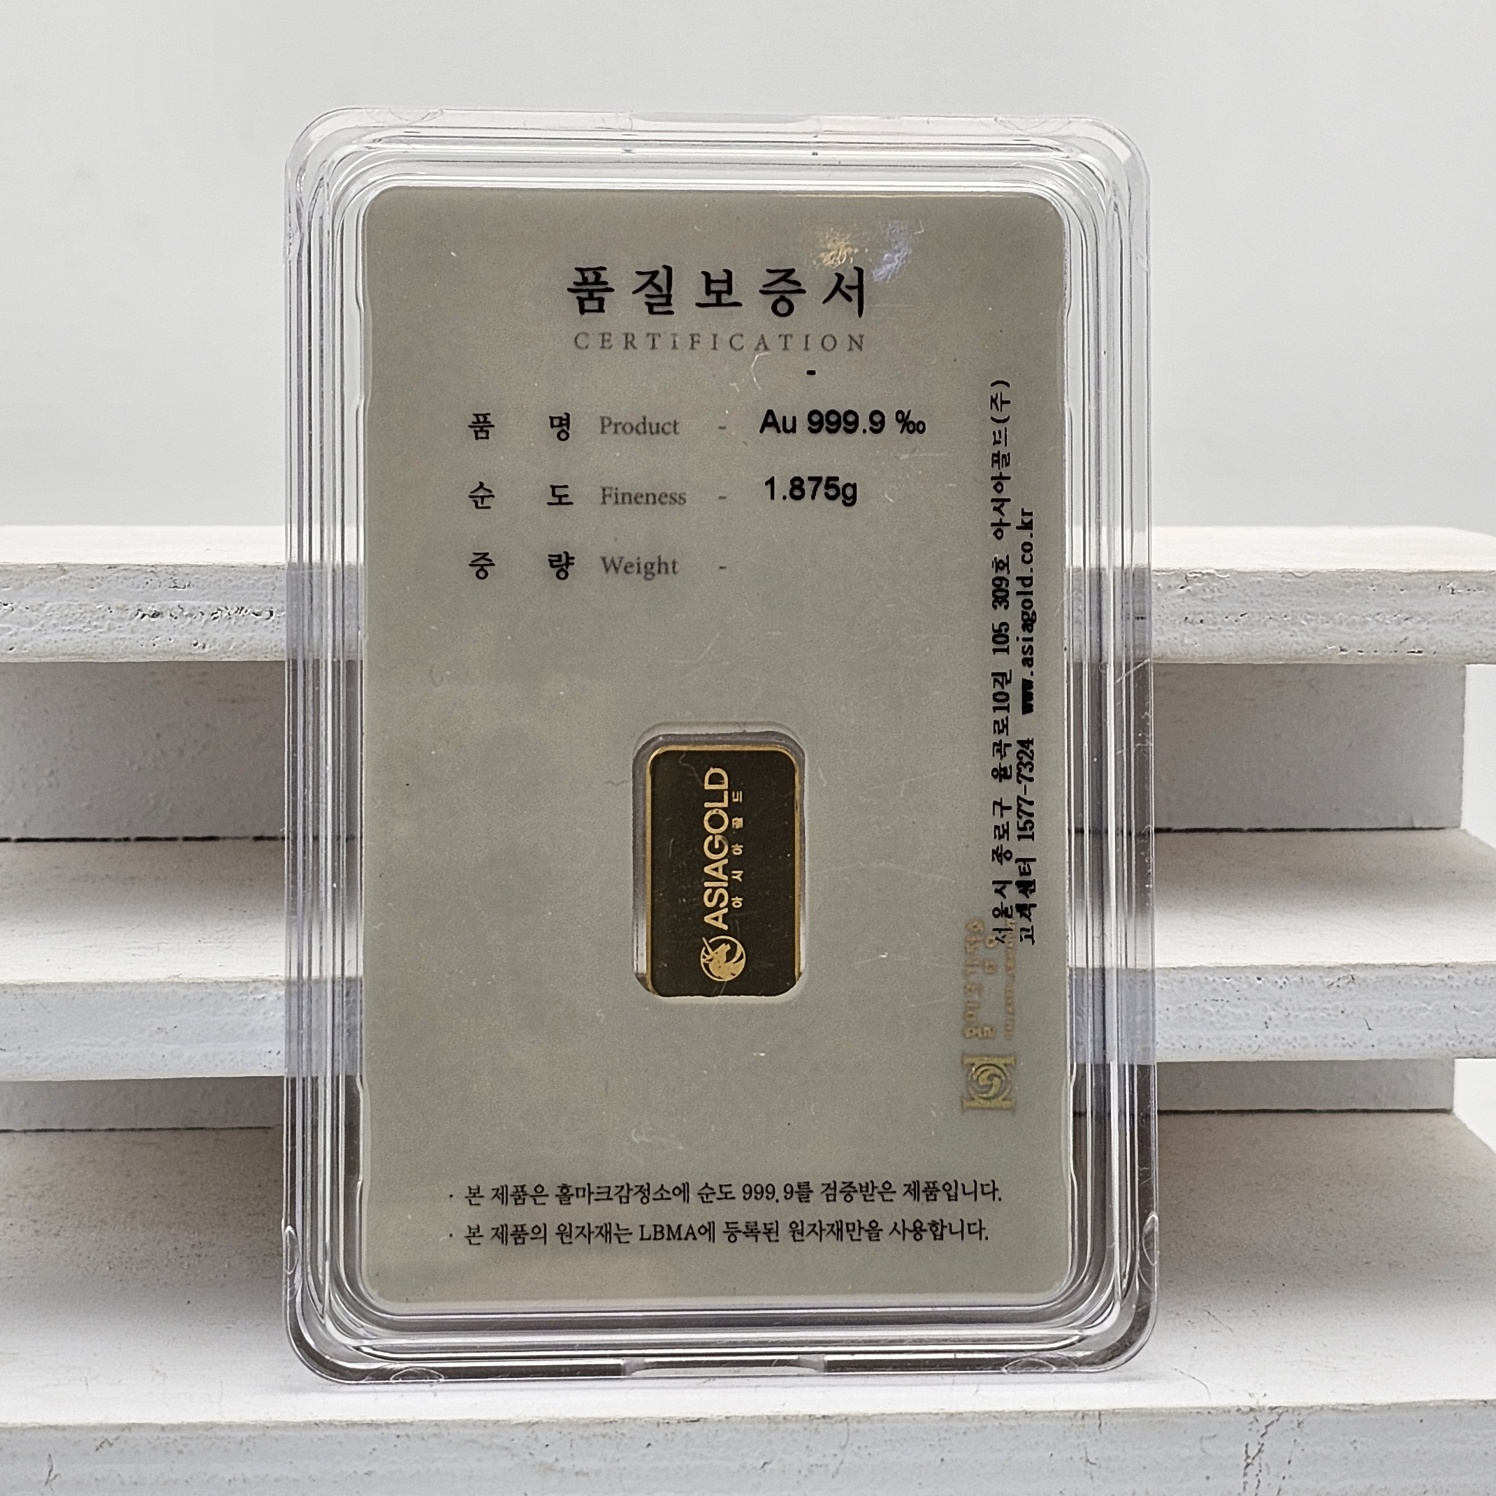 품질보증서
CERTIFICATION
-
품 명 Product - Au 999.9 ‰
순 도 Fineness - 1.875g
중 량 Weight -
서울시 종로구 율곡로10길 105 309호 아시아골드(주)
고객센터 1577-7324 www.asiagold.co.kr
ASIAGOLD
아시아골드
· 본 제품은 홀마크감정소에 순도 999.9를 검증받은 제품입니다.
· 본 제품의 원자재는 LBMA에 등록된 원자재만을 사용합니다.